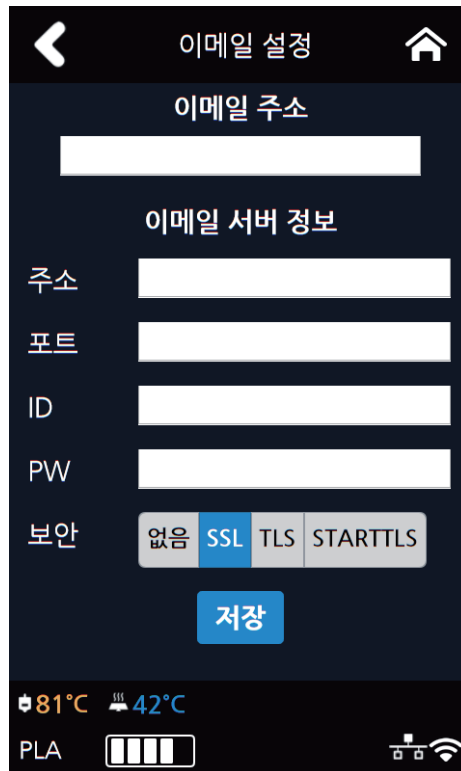 이메일 설정
이메일 주소
이메일 서버 정보
주소
포트
ID
PW
보안 없음 SSL TLS STARTTLS
저장
81°C 42°C
PLA